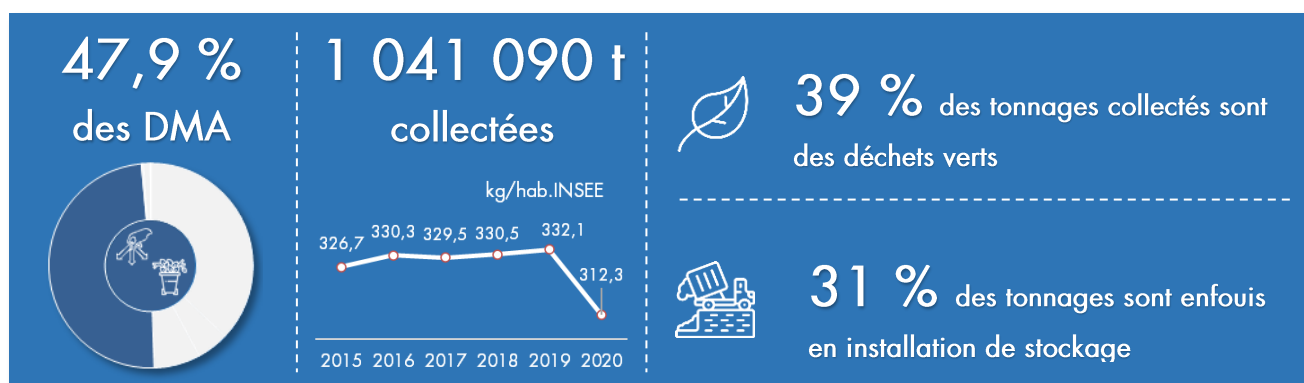 47,9 %
des DMA
1 041 090 t
collectées
kg/hab.INSEE
326,7 330,3 329,5 330,5 332,1 312,3
2015 2016 2017 2018 2019 2020
39 % des tonnages collectés sont
des déchets verts
31 % des tonnages sont enfouis
en installation de stockage